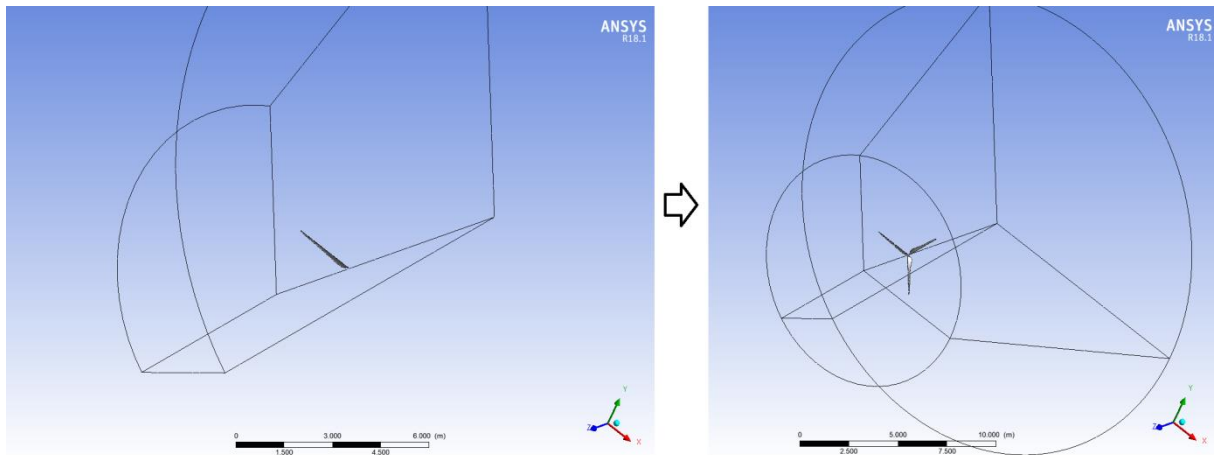 ANSYS
R18.1
Y
Z
X
0 3.000 6.000 (m)
1.500 4.500
ANSYS
R18.1
Y
Z
X
0 5.000 10.000 (m)
2.500 7.500